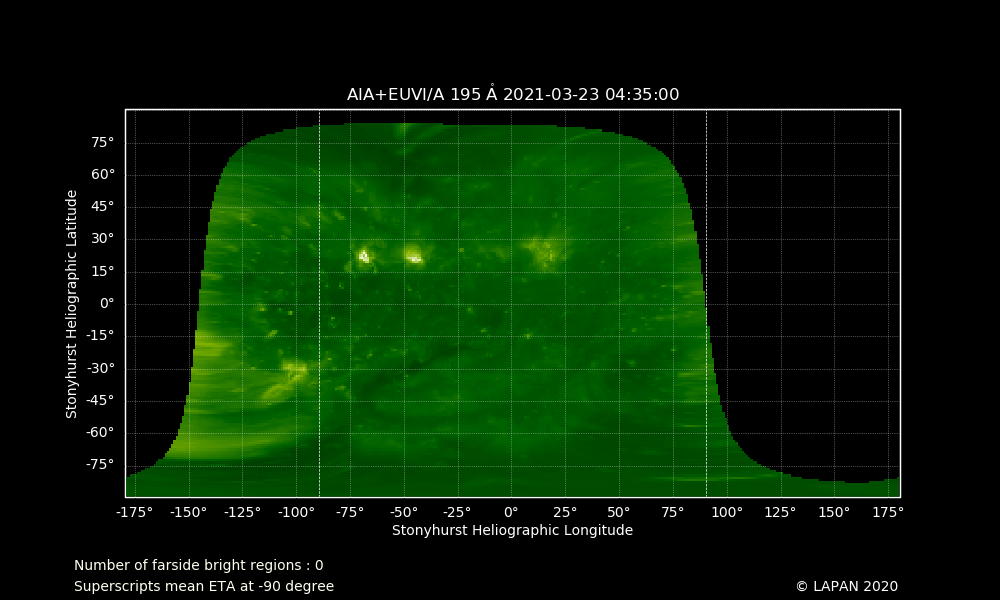 AIA+EUVI/A 195 Å 2021-03-23 04:35:00
Stonyhurst Heliographic Latitude
75°
60°
45°
30°
15°
0°
-15°
-30°
-45°
-60°
-75°
-175° -150° -125° -100° -75° -50° -25° 0° 25° 50° 75° 100° 125° 150° 175°
Stonyhurst Heliographic Longitude
Number of farside bright regions : 0
Superscripts mean ETA at -90 degree
© LAPAN 2020